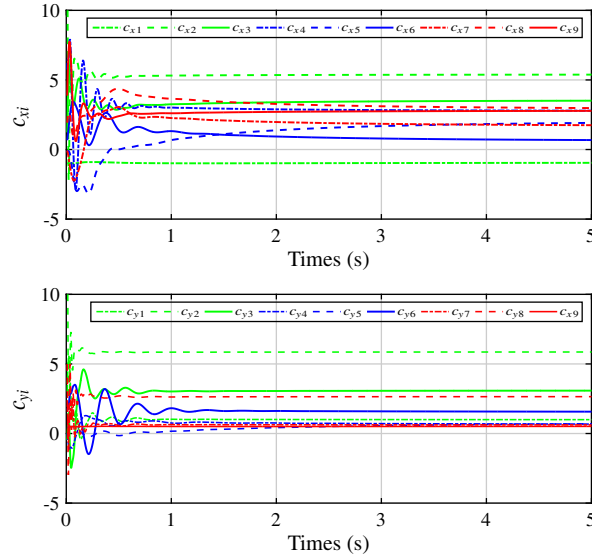 10
c_{x1} c_{x2} c_{x3} c_{x4} c_{x5} c_{x6} c_{x7} c_{x8} c_{x9}
5
c_{xi}
0
-5
0 1 2 3 4 5
Times (s)
10
c_{y1} c_{y2} c_{y3} c_{y4} c_{y5} c_{y6} c_{y7} c_{y8} c_{x9}
5
c_{yi}
0
-5
0 1 2 3 4 5
Times (s)